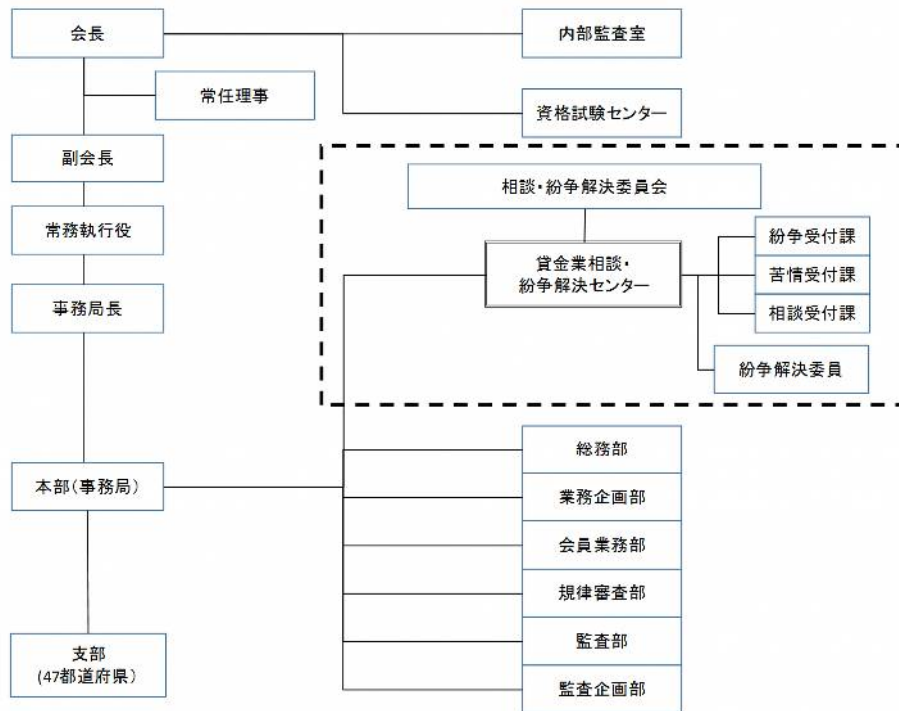 会長
内部監査室
常任理事
資格試験センター
副会長
相談・紛争解決委員会
常務執行役
紛争受付課
貸金業相談・
紛争解決センター
苦情受付課
事務局長
相談受付課
紛争解決委員
総務部
本部(事務局)
業務企画部
会員業務部
規律審査部
支部
(47都道府県)
監査部
監査企画部